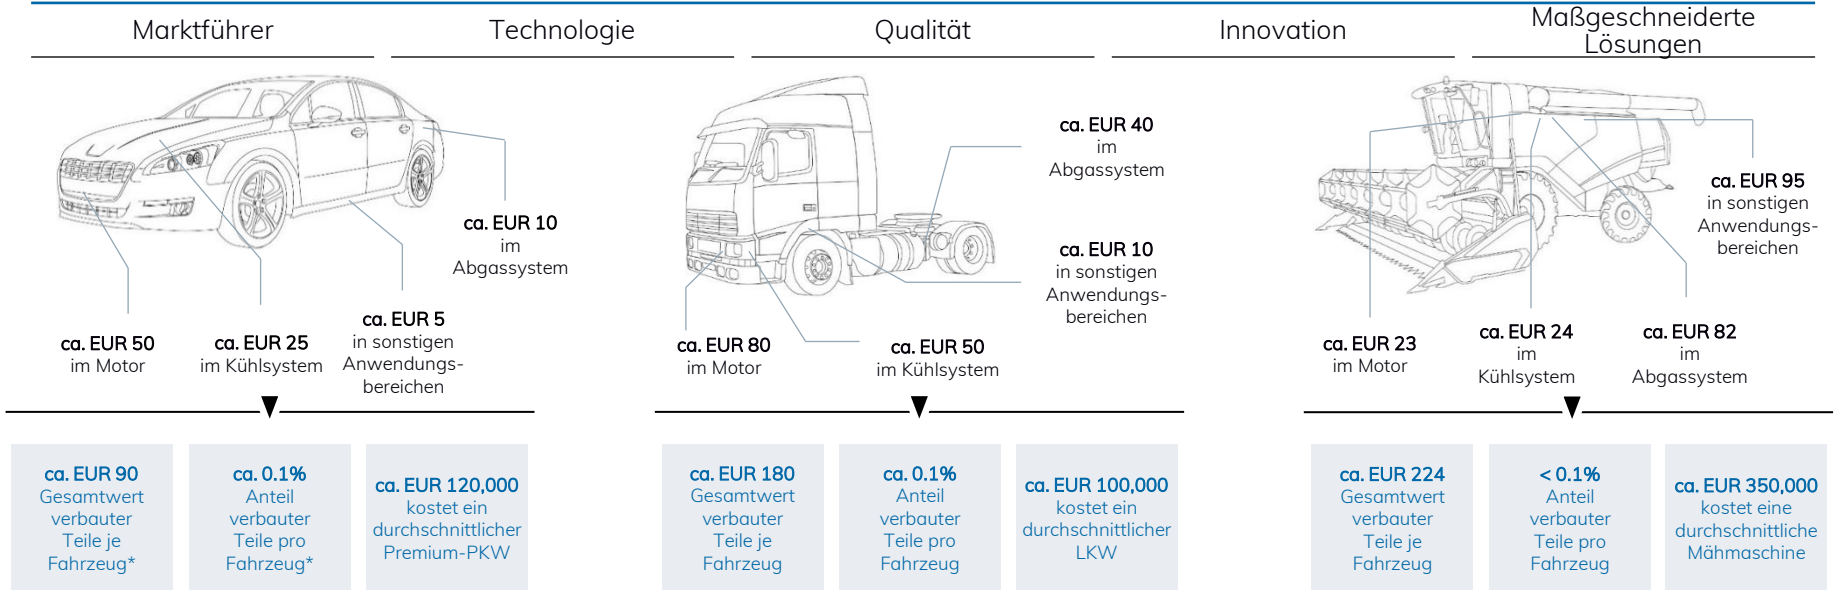 Marktführer
Technologie
Qualität
Innovation
Maßgeschneiderte
Lösungen
ca. EUR 50
im Motor
ca. EUR 25
im Kühlsystem
ca. EUR 5
in sonstigen
Anwendungs-
bereichen
ca. EUR 10
im
Abgassystem
ca. EUR 90
Gesamtwert
verbauter
Teile je
Fahrzeug*
ca. 0.1%
Anteil
verbauter
Teile pro
Fahrzeug*
ca. EUR 120,000
kostet ein
durchschnittlicher
Premium-PKW
ca. EUR 40
im
Abgassystem
ca. EUR 10
in sonstigen
Anwendungs-
bereichen
ca. EUR 80
im Motor
ca. EUR 50
im Kühlsystem
ca. EUR 180
Gesamtwert
verbauter
Teile je
Fahrzeug
ca. 0.1%
Anteil
verbauter
Teile pro
Fahrzeug
ca. EUR 100,000
kostet ein
durchschnittlicher
LKW
ca. EUR 95
in sonstigen
Anwendungs-
bereichen
ca. EUR 23
im Motor
ca. EUR 24
im
Kühlsystem
ca. EUR 82
im
Abgassystem
ca. EUR 224
Gesamtwert
verbauter
Teile je
Fahrzeug
< 0.1%
Anteil
verbauter
Teile pro
Fahrzeug
ca. EUR 350,000
kostet eine
durchschnittliche
Mähmaschine